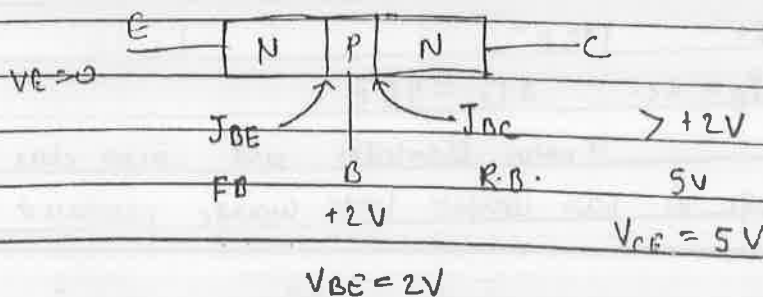 E N P N C
VE=0
JBE JBC > +2V
FB B R.B. 5V
+2V VCE = 5V
VBE = 2V